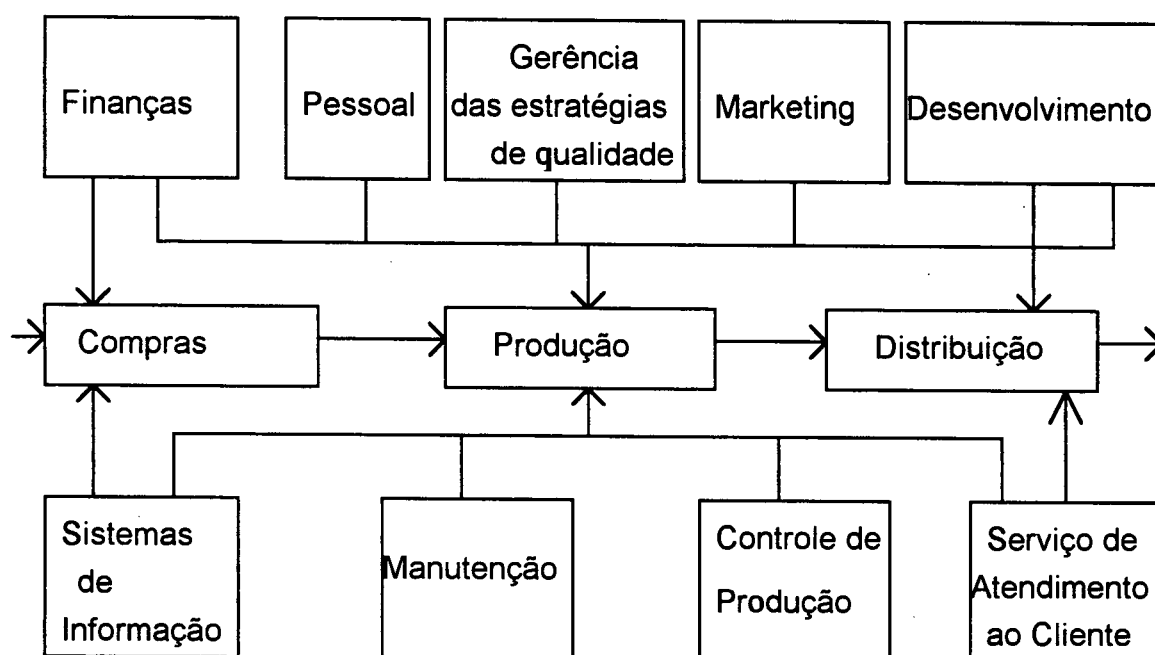 Finanças
Pessoal
Gerência
das estratégias
de qualidade
Marketing
Desenvolvimento
Compras
Produção
Distribuição
Sistemas
de
Informação
Manutenção
Controle de
Produção
Serviço de
Atendimento
ao Cliente